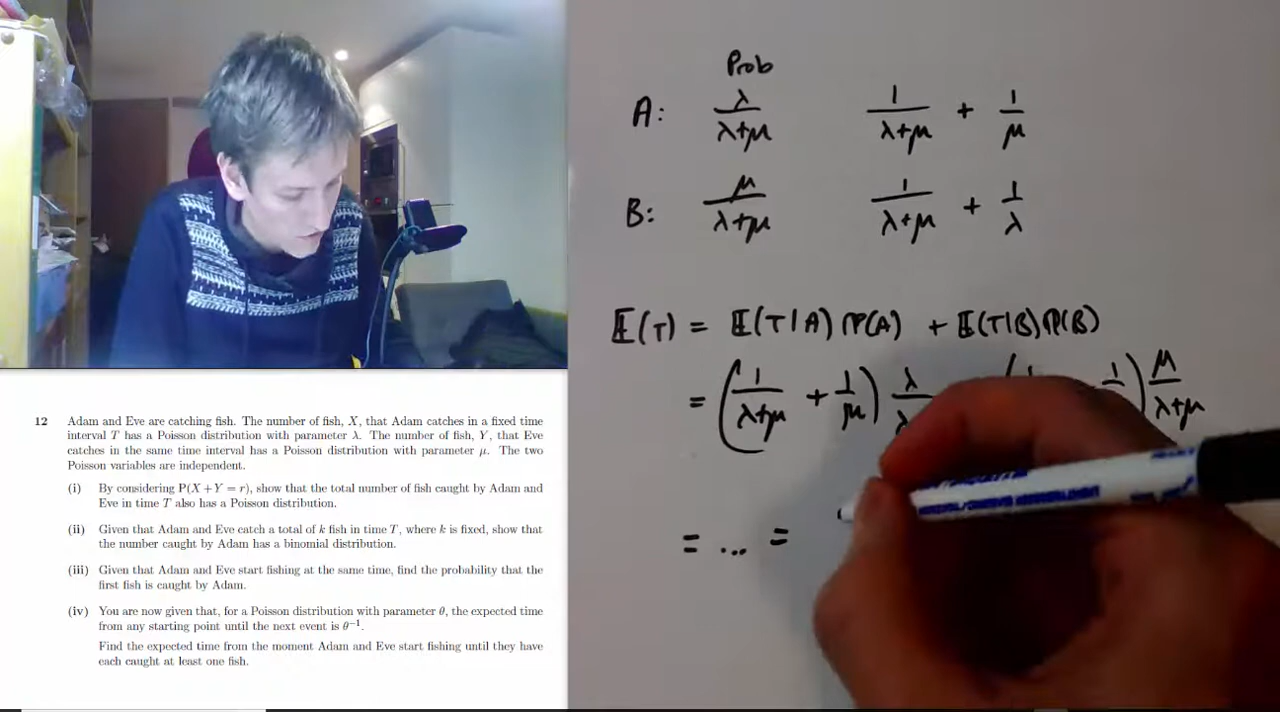 12 Adam and Eve are catching fish. The number of fish, X, that Adam catches in a fixed time
interval T has a Poisson distribution with parameter λ. The number of fish, Y, that Eve
catches in the same time interval has a Poisson distribution with parameter μ. The two
Poisson variables are independent.
(i) By considering P(X + Y = r), show that the total number of fish caught by Adam and
Eve in time T also has a Poisson distribution.
(ii) Given that Adam and Eve catch a total of k fish in time T, where k is fixed, show that
the number caught by Adam has a binomial distribution.
(iii) Given that Adam and Eve start fishing at the same time, find the probability that the
first fish is caught by Adam.
(iv) You are now given that, for a Poisson distribution with parameter θ, the expected time
from any starting point until the next event is θ⁻¹.
Find the expected time from the moment Adam and Eve start fishing until they have
each caught at least one fish.
Prob
A: λ/(λ+μ) 1/(λ+μ) + 1/μ
B: μ/(λ+μ) 1/(λ+μ) + 1/λ
𝔼(T) = 𝔼(T|A)ℙ(A) + 𝔼(T|B)ℙ(B)
= (1/(λ+μ) + 1/μ) λ/λ ( 1 1 ) μ/(λ+μ)
= ... =